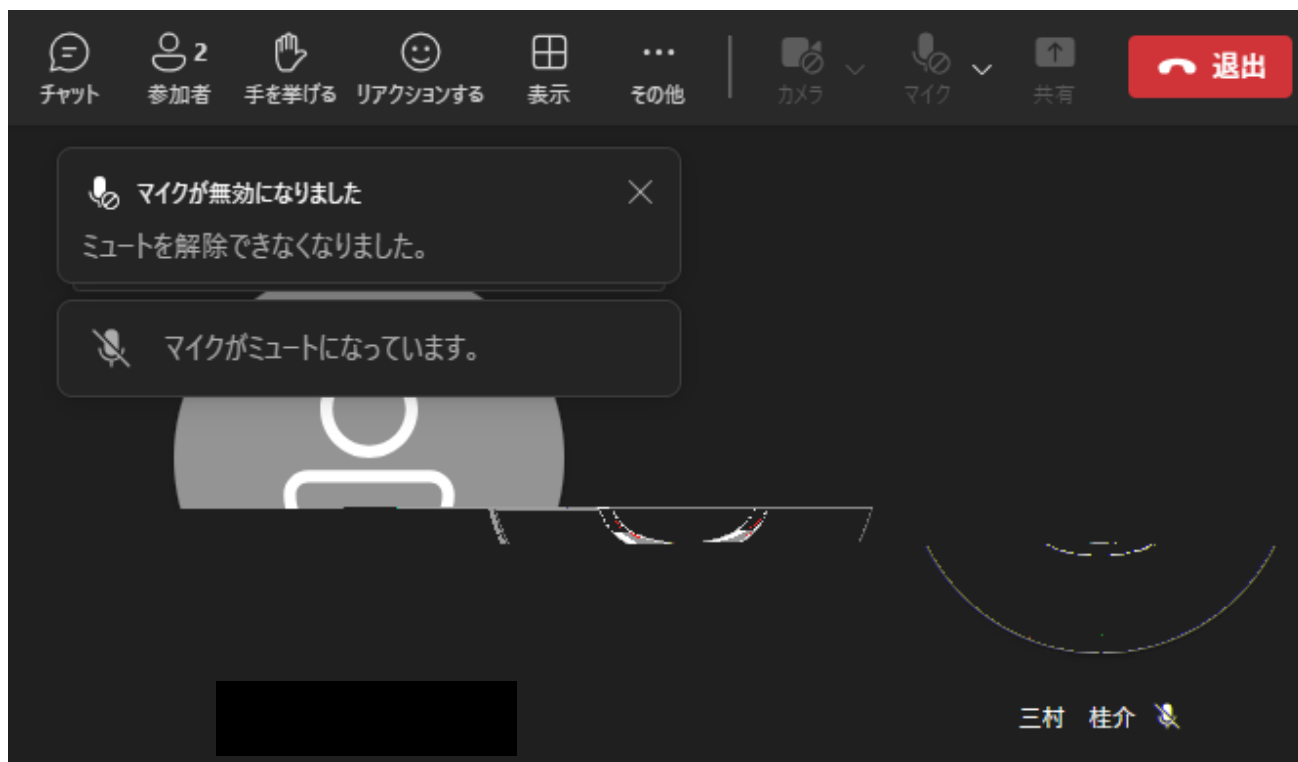 2
チャット 参加者 手を挙げる リアクションする 表示 その他 カメラ マイク 共有 退出
マイクが無効になりました
ミュートを解除できなくなりました。
マイクがミュートになっています。
三村 桂介